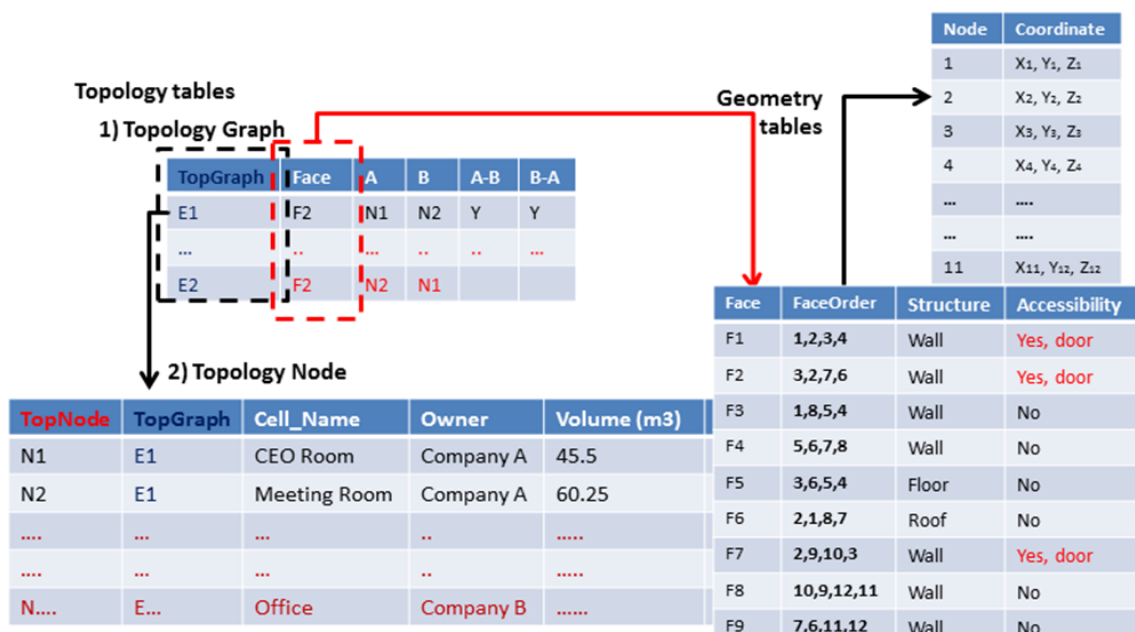 Topology tables
1) Topology Graph
TopGraph Face A B A-B B-A
E1 F2 N1 N2 Y Y
... .. ... .. .. ...
E2 F2 N2 N1
2) Topology Node
TopNode TopGraph Cell_Name Owner Volume (m3)
N1 E1 CEO Room Company A 45.5
N2 E1 Meeting Room Company A 60.25
.... ... ... .. .....
.... ... ... .. .....
N.... E... Office Company B ......
Geometry
tables
Node Coordinate
1 X1, Y1, Z1
2 X2, Y2, Z2
3 X3, Y3, Z3
4 X4, Y4, Z4
... ....
... ....
11 X11, Y12, Z12
Face FaceOrder Structure Accessibility
F1 1,2,3,4 Wall Yes, door
F2 3,2,7,6 Wall Yes, door
F3 1,8,5,4 Wall No
F4 5,6,7,8 Wall No
F5 3,6,5,4 Floor No
F6 2,1,8,7 Roof No
F7 2,9,10,3 Wall Yes, door
F8 10,9,12,11 Wall No
F9 7,6,11,12 Wall No